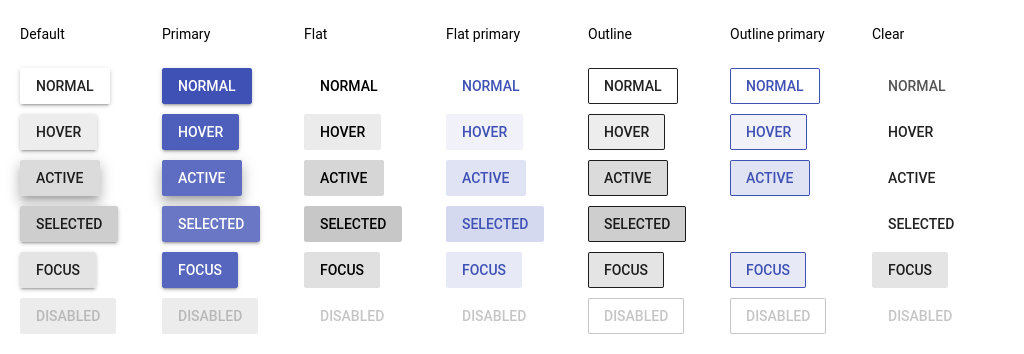 Default Primary Flat Flat primary Outline Outline primary Clear
NORMAL NORMAL NORMAL NORMAL NORMAL NORMAL NORMAL
HOVER HOVER HOVER HOVER HOVER HOVER HOVER
ACTIVE ACTIVE ACTIVE ACTIVE ACTIVE ACTIVE ACTIVE
SELECTED SELECTED SELECTED SELECTED SELECTED SELECTED
FOCUS FOCUS FOCUS FOCUS FOCUS FOCUS FOCUS
DISABLED DISABLED DISABLED DISABLED DISABLED DISABLED DISABLED